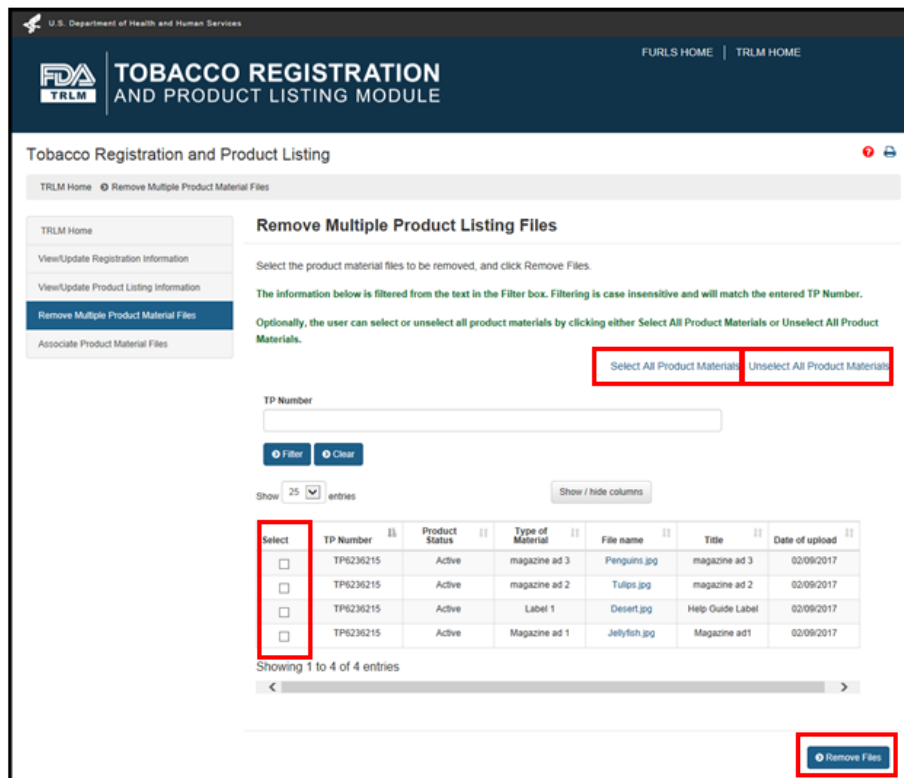 U.S. Department of Health and Human Services
FURLS HOME | TRLM HOME
FDA
TRLM
TOBACCO REGISTRATION
AND PRODUCT LISTING MODULE
Tobacco Registration and Product Listing
TRLM Home Remove Multiple Product Material Files
TRLM Home
View/Update Registration Information
View/Update Product Listing Information
Remove Multiple Product Material Files
Associate Product Material Files
Remove Multiple Product Listing Files
Select the product material files to be removed, and click Remove Files.
The information below is filtered from the text in the Filter box. Filtering is case insensitive and will match the entered TP Number.
Optionally, the user can select or unselect all product materials by clicking either Select All Product Materials or Unselect All Product
Materials.
Select All Product Materials Unselect All Product Materials
TP Number
Filter Clear
Show 25 entries Show / hide columns
Select TP Number Product Status Type of Material File name Title Date of upload
TP6236215 Active magazine ad 3 Penguins.jpg magazine ad 3 02/09/2017
TP6236215 Active magazine ad 2 Tulips.jpg magazine ad 2 02/09/2017
TP6236215 Active Label 1 Desert.jpg Help Guide Label 02/09/2017
TP6236215 Active Magazine ad 1 Jellyfish.jpg Magazine ad1 02/09/2017
Showing 1 to 4 of 4 entries
Remove Files